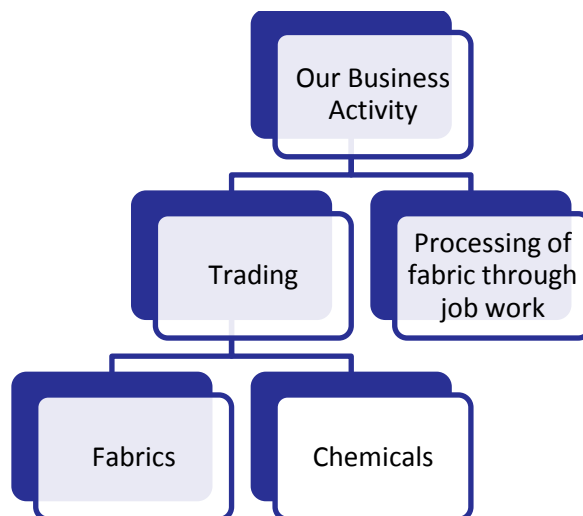 Our Business
Activity
Trading
Processing of
fabric through
job work
Fabrics
Chemicals